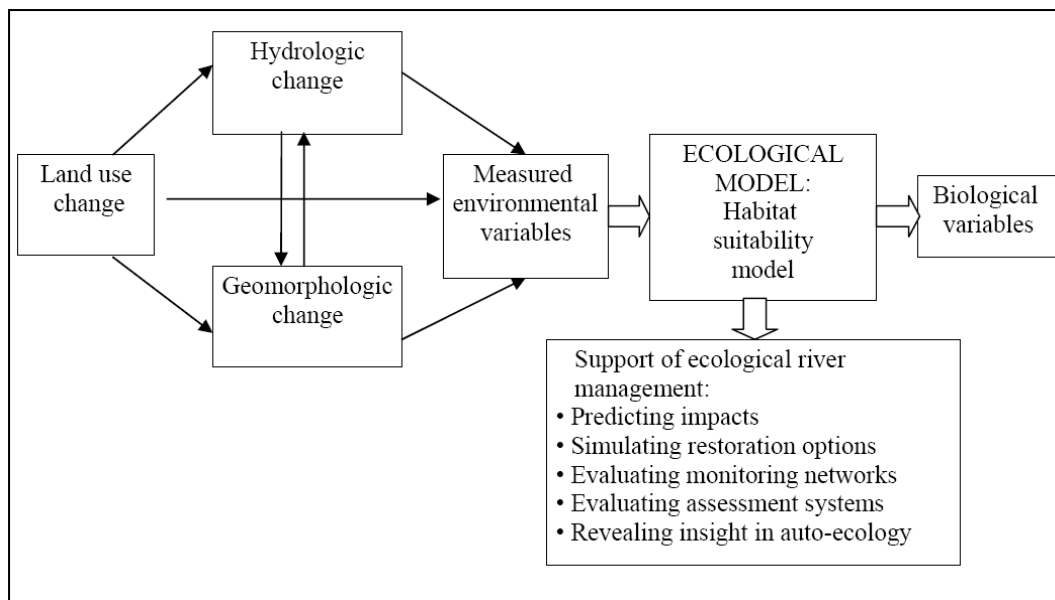 Hydrologic
change
Land use
change
Geomorphologic
change
Measured
environmental
variables
ECOLOGICAL
MODEL:
Habitat
suitability
model
Biological
variables
Support of ecological river
management:
• Predicting impacts
• Simulating restoration options
• Evaluating monitoring networks
• Evaluating assessment systems
• Revealing insight in auto-ecology